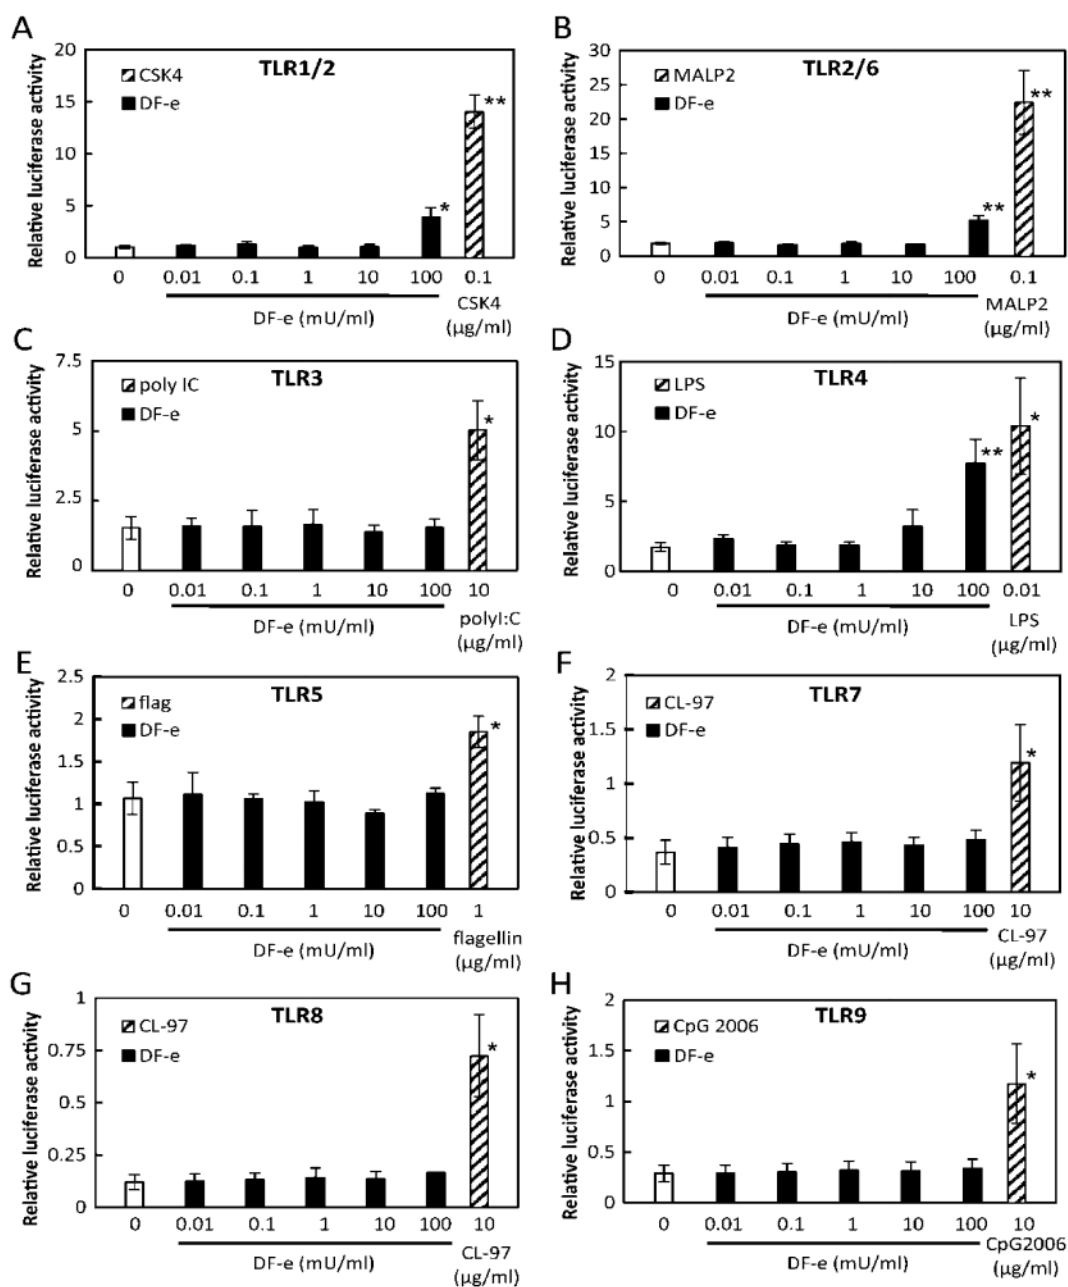 A
TLR1/2
CSK4
DF-e
Relative luciferase activity
20
15
10
5
0
*
**
0 0.01 0.1 1 10 100 0.1
DF-e (mU/ml)
CSK4
(µg/ml)
B
TLR2/6
MALP2
DF-e
Relative luciferase activity
30
25
20
15
10
5
0
**
**
0 0.01 0.1 1 10 100 0.1
DF-e (mU/ml)
MALP2
(µg/ml)
C
TLR3
poly IC
DF-e
Relative luciferase activity
7.5
5
2.5
0
*
0 0.01 0.1 1 10 100 10
DF-e (mU/ml)
polyI:C
(µg/ml)
D
TLR4
LPS
DF-e
Relative luciferase activity
15
10
5
0
**
*
0 0.01 0.1 1 10 100 0.01
DF-e (mU/ml)
LPS
(µg/ml)
E
TLR5
flag
DF-e
Relative luciferase activity
2.5
2
1.5
1
0.5
0
*
0 0.01 0.1 1 10 100 1
DF-e (mU/ml)
flagellin
(µg/ml)
F
TLR7
CL-97
DF-e
Relative luciferase activity
2
1.5
1
0.5
0
*
0 0.01 0.1 1 10 100 10
DF-e (mU/ml)
CL-97
(µg/ml)
G
TLR8
CL-97
DF-e
Relative luciferase activity
1
0.75
0.5
0.25
0
*
0 0.01 0.1 1 10 100 10
DF-e (mU/ml)
CL-97
(µg/ml)
H
TLR9
CpG 2006
DF-e
Relative luciferase activity
2
1.5
1
0.5
0
*
0 0.01 0.1 1 10 100 10
DF-e (mU/ml)
CpG2006
(µg/ml)